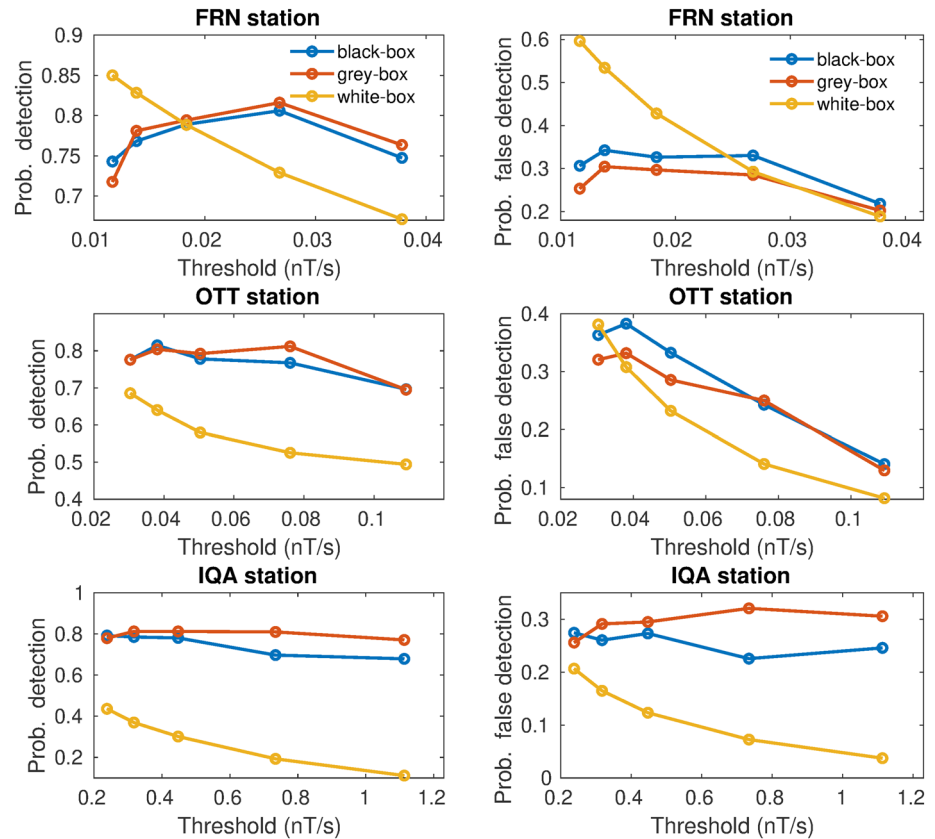 FRN station
0.9
0.85
0.8
0.75
0.7
0.01
0.02
0.03
0.04
Prob. detection
Threshold (nT/s)
black-box
grey-box
white-box
FRN station
0.6
0.5
0.4
0.3
0.2
0.01
0.02
0.03
0.04
Prob. false detection
Threshold (nT/s)
black-box
grey-box
white-box
OTT station
0.8
0.7
0.6
0.5
0.4
0.02
0.04
0.06
0.08
0.1
Prob. detection
Threshold (nT/s)
OTT station
0.4
0.3
0.2
0.1
0.02
0.04
0.06
0.08
0.1
Prob. false detection
Threshold (nT/s)
IQA station
1
0.8
0.6
0.4
0.2
0.2
0.4
0.6
0.8
1
1.2
Prob. detection
Threshold (nT/s)
IQA station
0.3
0.2
0.1
0
0.2
0.4
0.6
0.8
1
1.2
Prob. false detection
Threshold (nT/s)